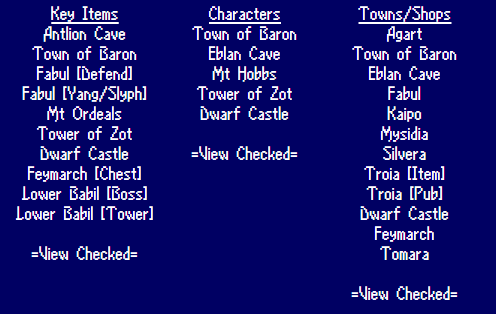 Key Items
Antlion Cave
Town of Baron
Fabul [Defend]
Fabul [Yang/Slyph]
Mt Ordeals
Tower of Zot
Dwarf Castle
Feymarch [Chest]
Lower Babil [Boss]
Lower Babil [Tower]
=View Checked=
Characters
Town of Baron
Eblan Cave
Mt Hobbs
Tower of Zot
Dwarf Castle
=View Checked=
Towns/Shops
Agart
Town of Baron
Eblan Cave
Fabul
Kaipo
Mysidia
Silvera
Troia [Item]
Troia [Pub]
Dwarf Castle
Feymarch
Tomara
=View Checked=